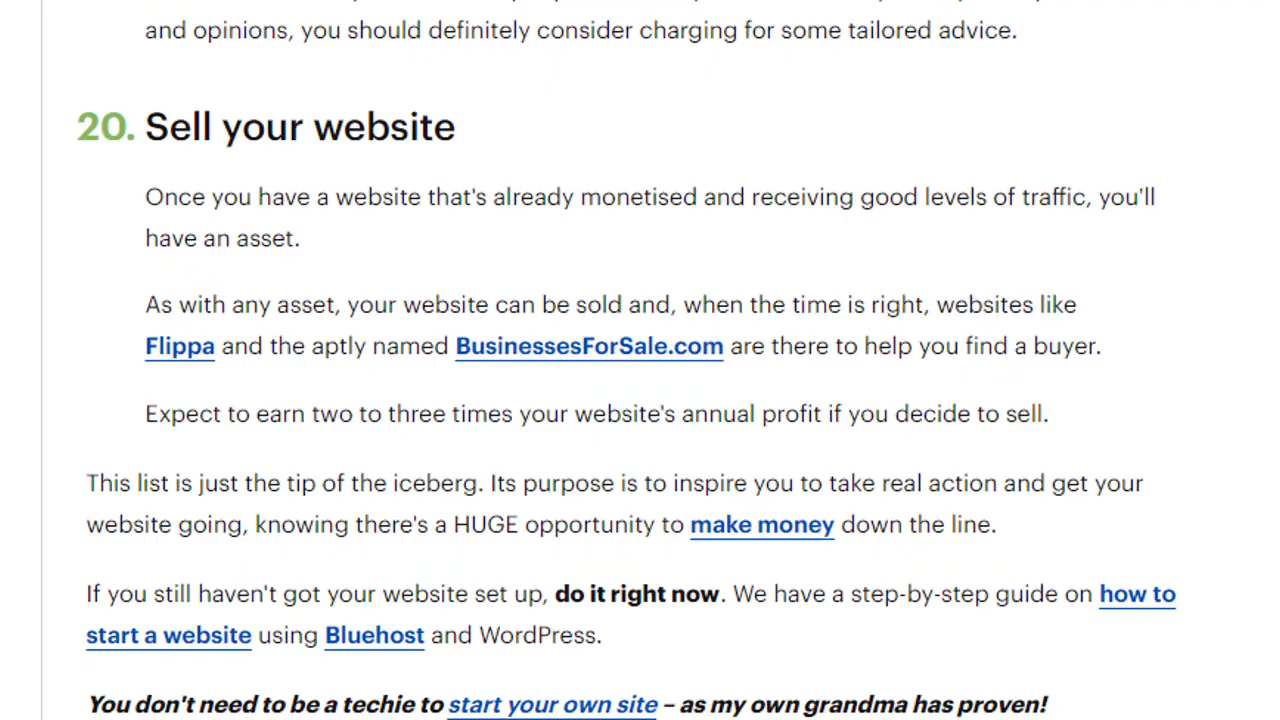 and opinions, you should definitely consider charging for some tailored advice.
20. Sell your website
Once you have a website that's already monetised and receiving good levels of traffic, you'll
have an asset.
As with any asset, your website can be sold and, when the time is right, websites like
Flippa and the aptly named BusinessesForSale.com are there to help you find a buyer.
Expect to earn two to three times your website's annual profit if you decide to sell.
This list is just the tip of the iceberg. Its purpose is to inspire you to take real action and get your
website going, knowing there's a HUGE opportunity to make money down the line.
If you still haven't got your website set up, do it right now. We have a step-by-step guide on how to
start a website using Bluehost and WordPress.
You don't need to be a techie to start your own site – as my own grandma has proven!